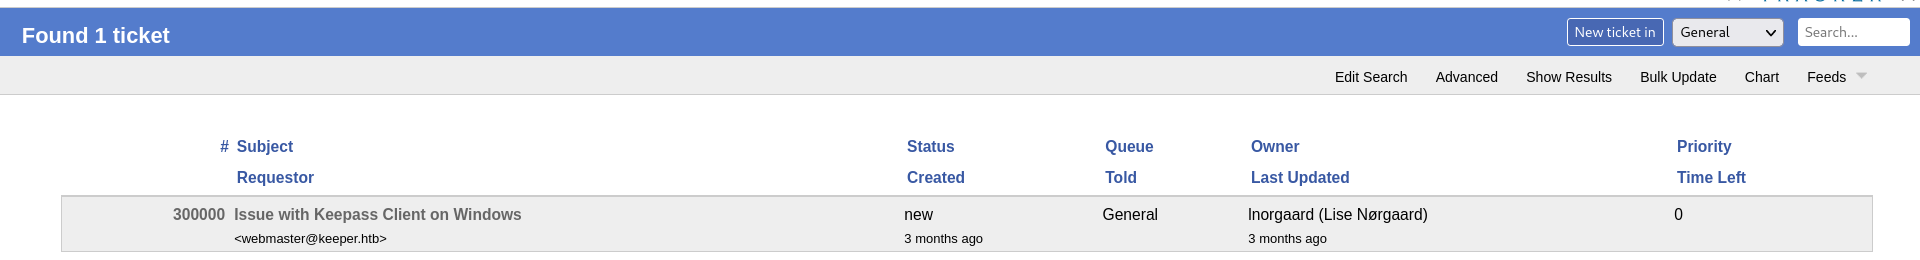 Found 1 ticket
New ticket in General Search...
Edit Search Advanced Show Results Bulk Update Chart Feeds
# Subject Status Queue Owner Priority
Requestor Created Told Last Updated Time Left
300000 Issue with Keepass Client on Windows new General lnorgaard (Lise Nørgaard) 0
<webmaster@keeper.htb> 3 months ago 3 months ago